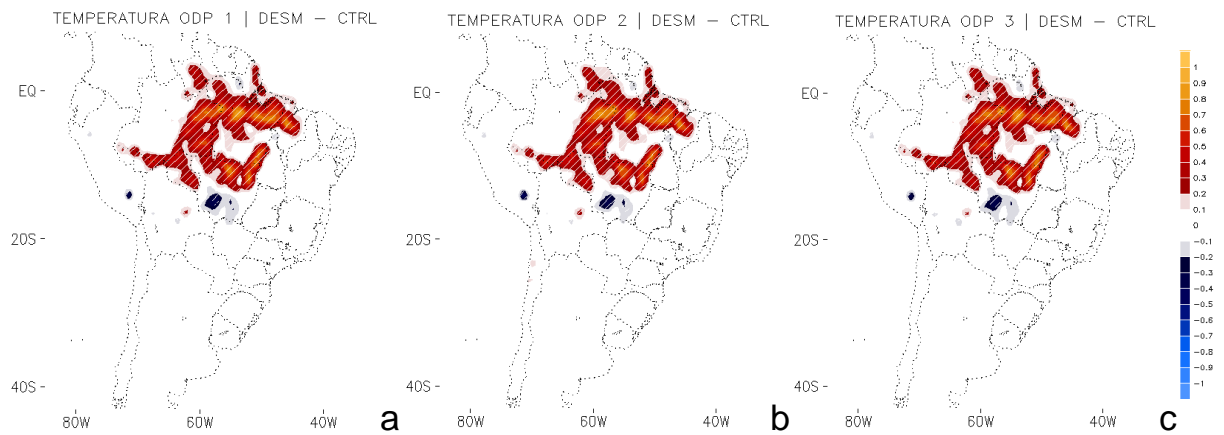 TEMPERATURA ODP 1 | DESM – CTRL
EQ
20S
40S
80W 60W 40W
a
TEMPERATURA ODP 2 | DESM – CTRL
EQ
20S
40S
80W 60W 40W
b
TEMPERATURA ODP 3 | DESM – CTRL
EQ
20S
40S
80W 60W 40W
c
1
0.9
0.8
0.7
0.6
0.5
0.4
0.3
0.2
0.1
0
−0.1
−0.2
−0.3
−0.4
−0.5
−0.6
−0.7
−0.8
−0.9
−1